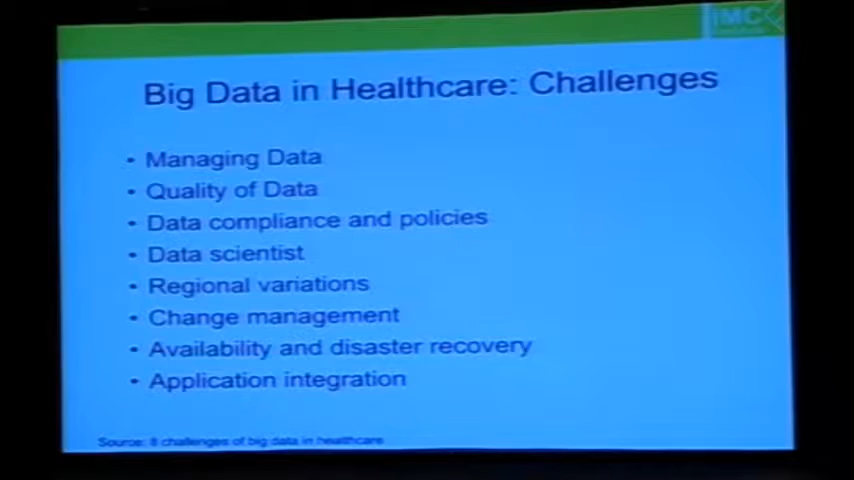 IMC
Big Data in Healthcare: Challenges
• Managing Data
• Quality of Data
• Data compliance and policies
• Data scientist
• Regional variations
• Change management
• Availability and disaster recovery
• Application integration
Source: 8 challenges of big data in healthcare